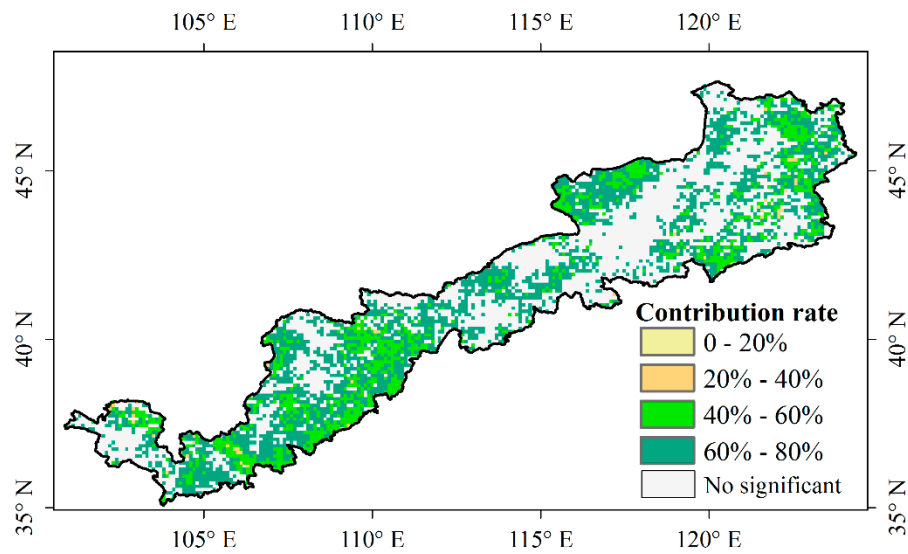 105° E 110° E 115° E 120° E
45° N 45° N
40° N 40° N
35° N 35° N
Contribution rate
0 - 20%
20% - 40%
40% - 60%
60% - 80%
No significant
105° E 110° E 115° E 120° E